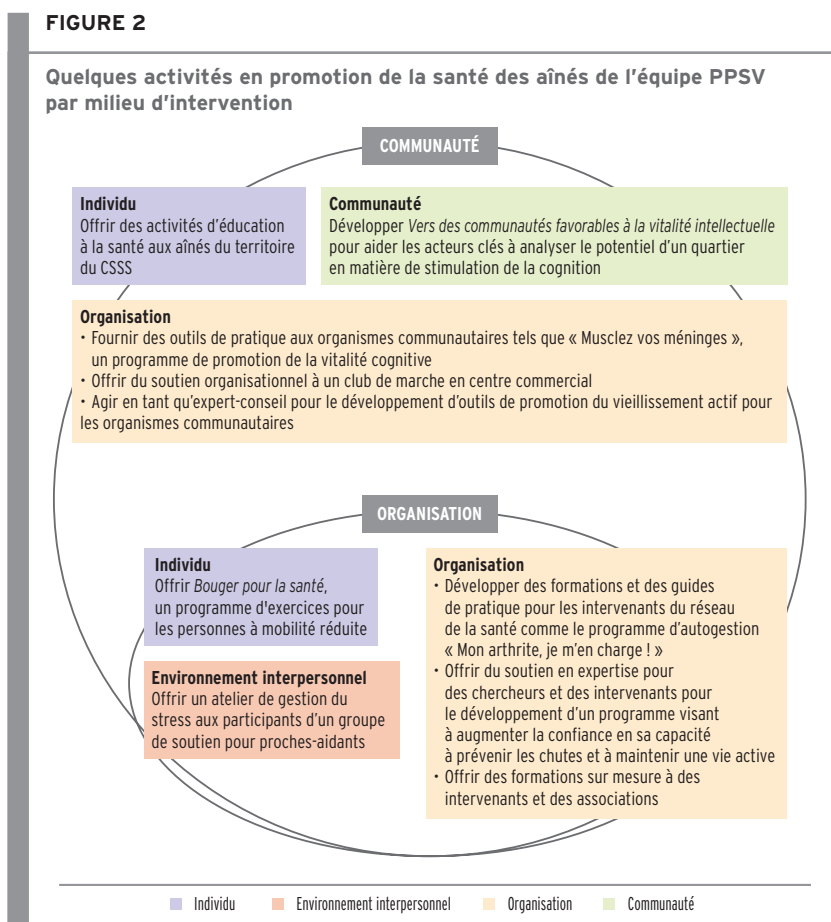 FIGURE 2
Quelques activités en promotion de la santé des aînés de l'équipe PPSV
par milieu d'intervention
COMMUNAUTÉ
Individu
Offrir des activités d'éducation
à la santé aux aînés du territoire
du CSSS
Communauté
Développer Vers des communautés favorables à la vitalité intellectuelle
pour aider les acteurs clés à analyser le potentiel d'un quartier
en matière de stimulation de la cognition
Organisation
• Fournir des outils de pratique aux organismes communautaires tels que « Musclez vos méninges »,
un programme de promotion de la vitalité cognitive
• Offrir du soutien organisationnel à un club de marche en centre commercial
• Agir en tant qu'expert-conseil pour le développement d'outils de promotion du vieillissement actif pour
les organismes communautaires
ORGANISATION
Individu
Offrir Bouger pour la santé,
un programme d'exercices pour
les personnes à mobilité réduite
Environnement interpersonnel
Offrir un atelier de gestion du
stress aux participants d'un groupe
de soutien pour proches-aidants
Organisation
• Développer des formations et des guides
de pratique pour les intervenants du réseau
de la santé comme le programme d'autogestion
« Mon arthrite, je m'en charge ! »
• Offrir du soutien en expertise pour
des chercheurs et des intervenants pour
le développement d'un programme visant
à augmenter la confiance en sa capacité
à prévenir les chutes et à maintenir une vie active
• Offrir des formations sur mesure à des
intervenants et des associations
Individu
Environnement interpersonnel
Organisation
Communauté